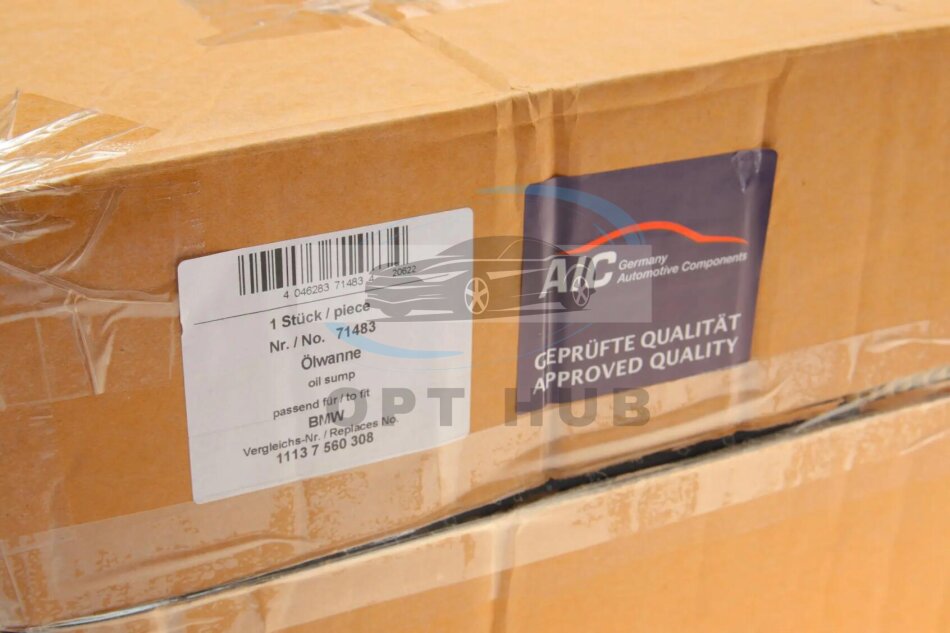 4 046283 71483 4
20622
1 Stück / piece
Nr. / No. 71483
Ölwanne
oil sump
passend für / to fit
BMW
Vergleichs-Nr. / Replaces No.
1113 7 560 308
AIC Germany
Automotive Components
GEPRÜFTE QUALITÄT
APPROVED QUALITY
OPT HUB